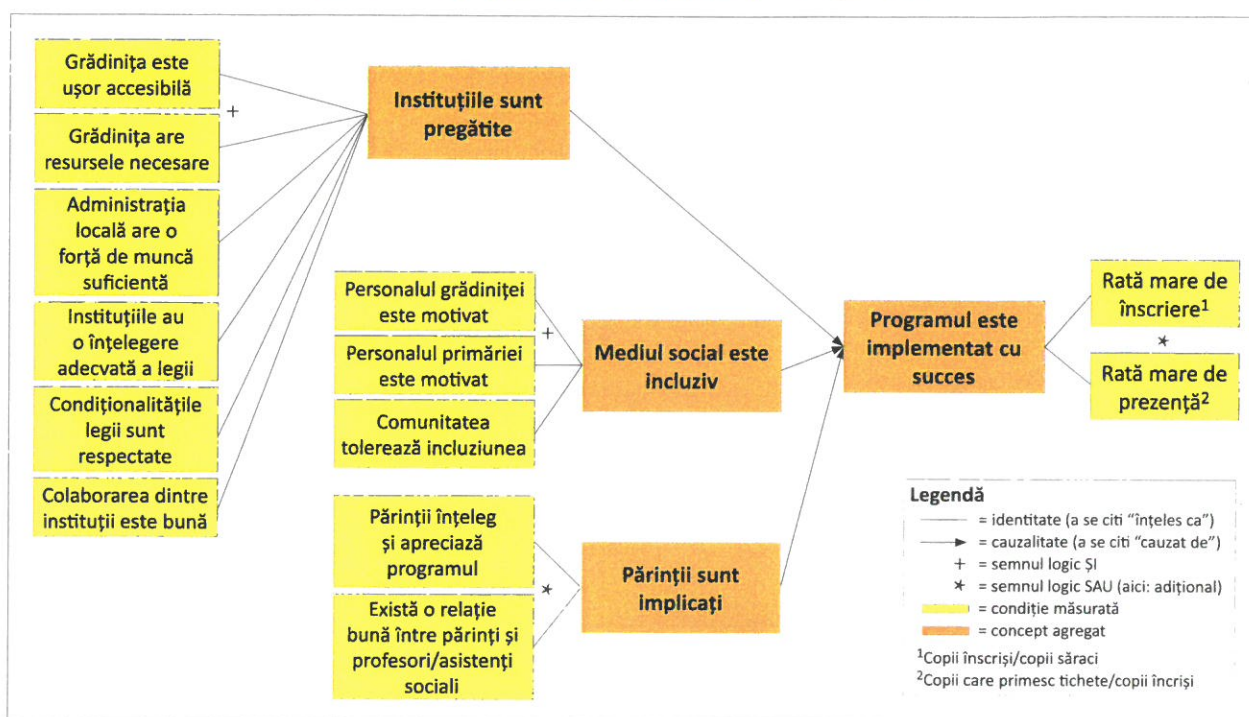 Grădinița este
ușor accesibilă
+
Grădinița are
resursele necesare
Administrația
locală are o
forță de muncă
suficientă
Instituțiile au
o înțelegere
adecvată a legii
Condiționalitățile
legii sunt
respectate
Colaborarea dintre
instituții este bună
Instituțiile sunt
pregătite
Personalul grădiniței
este motivat
+
Personalul primăriei
este motivat
Comunitatea
tolerează incluziunea
Mediul social este
incluziv
Părinții înțeleg
și apreciază
programul
*
Există o relație
bună între părinți și
profesori/asistenți
sociali
Părinții sunt
implicați
Programul este
implementat cu
succes
Rată mare de
înscriere¹
*
Rată mare de
prezență²
Legendă
= identitate (a se citi "înțeles ca")
= cauzalitate (a se citi "cauzat de")
+ = semnul logic ȘI
* = semnul logic SAU (aici: adițional)
= condiție măsurată
= concept agregat
¹Copii înscriși/copii săraci
²Copii care primesc tichete/copii încriși